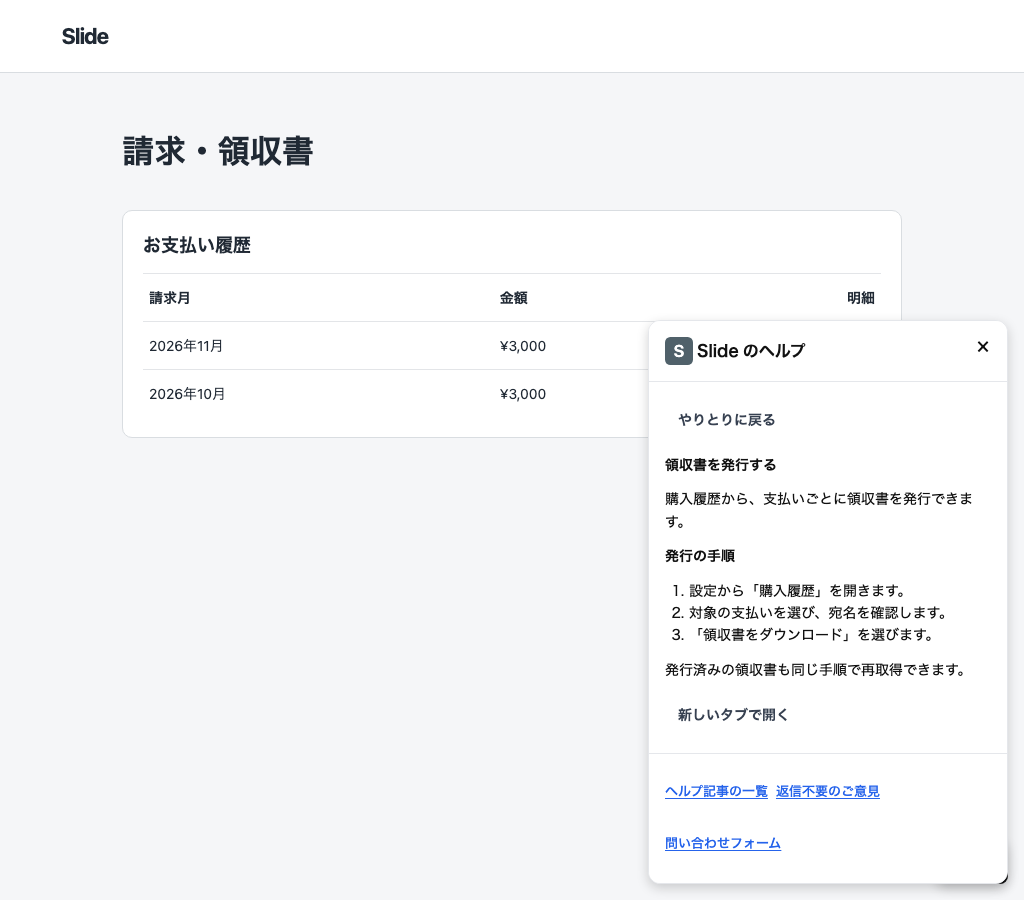 Slide
請求・領収書
お支払い履歴
請求月 金額 明細
2026年11月 ¥3,000
2026年10月 ¥3,000
S Slide のヘルプ ×
やりとりに戻る
領収書を発行する
購入履歴から、支払いごとに領収書を発行できま
す。
発行の手順
1. 設定から「購入履歴」を開きます。
2. 対象の支払いを選び、宛名を確認します。
3. 「領収書をダウンロード」を選びます。
発行済みの領収書も同じ手順で再取得できます。
新しいタブで開く
ヘルプ記事の一覧 返信不要のご意見
問い合わせフォーム